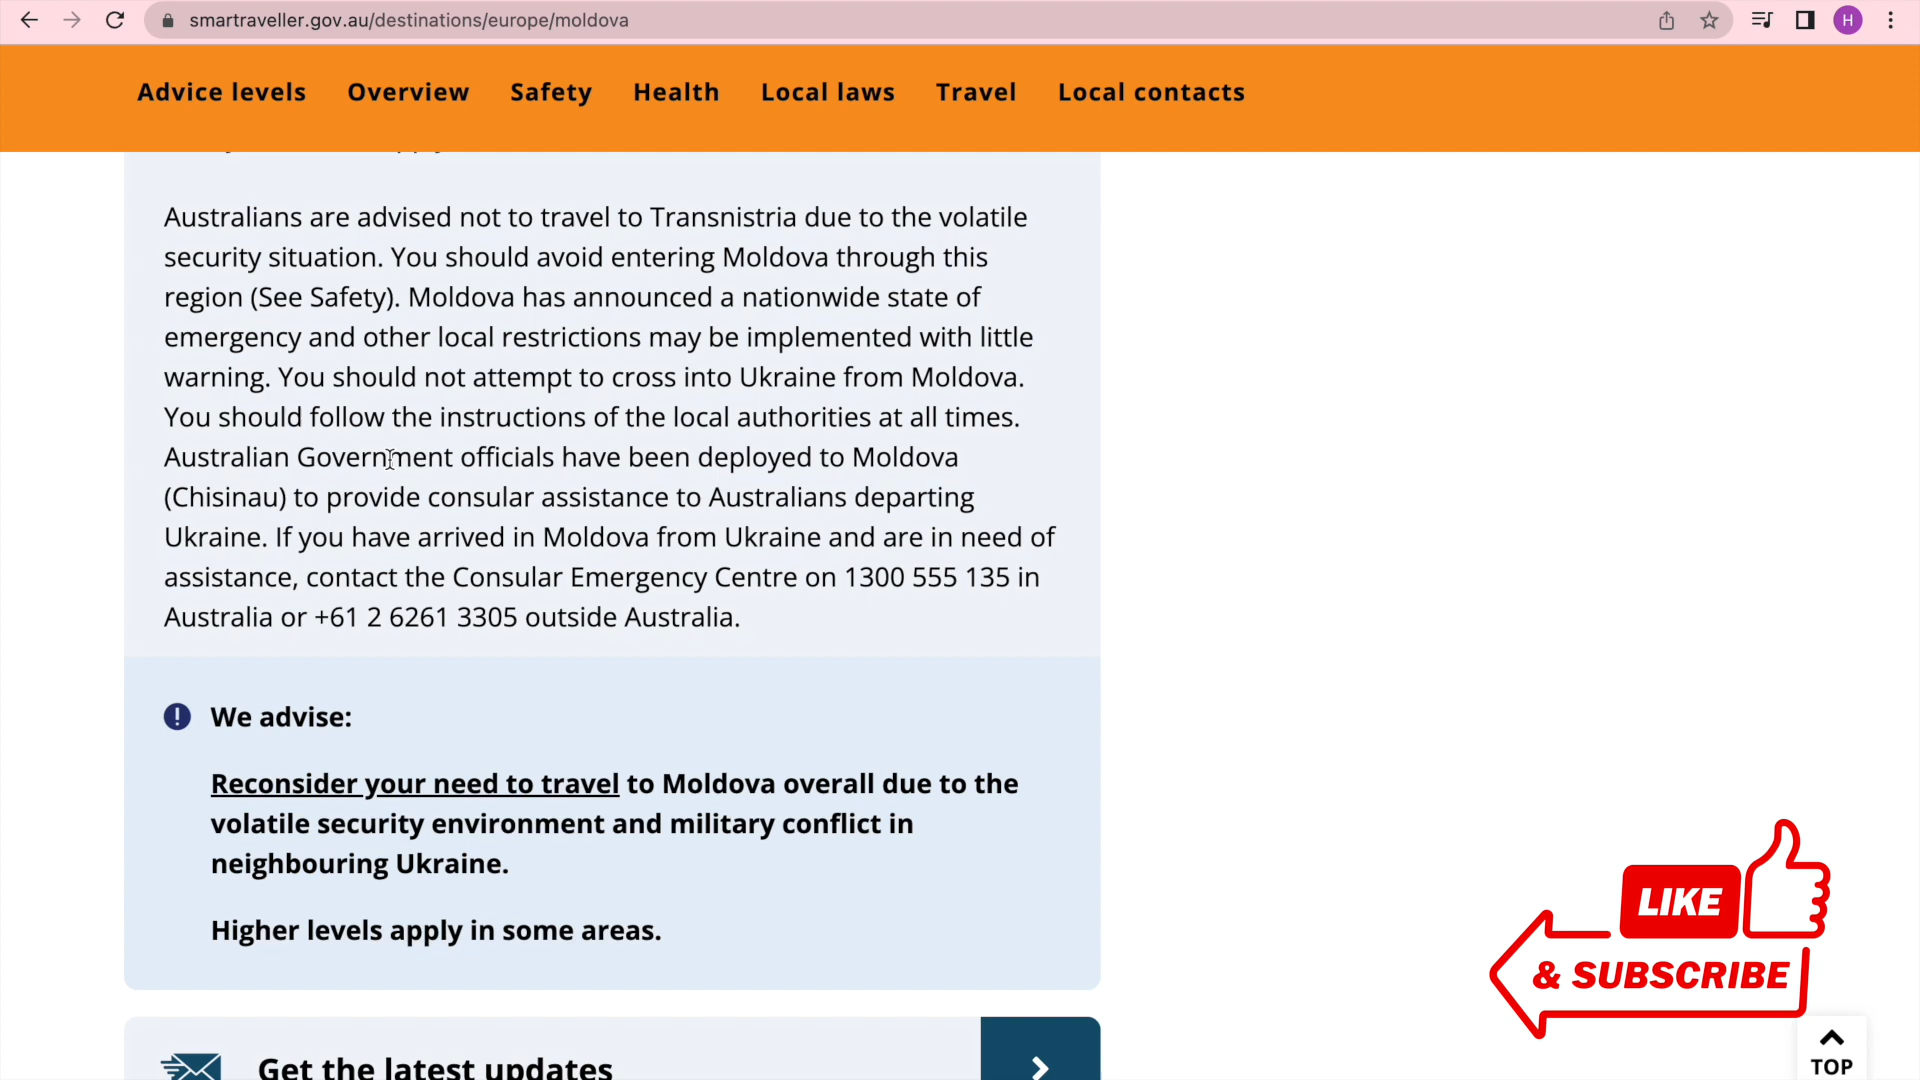 smartraveller.gov.au/destinations/europe/moldova
H
Advice levels Overview Safety Health Local laws Travel Local contacts
Australians are advised not to travel to Transnistria due to the volatile
security situation. You should avoid entering Moldova through this
region (See Safety). Moldova has announced a nationwide state of
emergency and other local restrictions may be implemented with little
warning. You should not attempt to cross into Ukraine from Moldova.
You should follow the instructions of the local authorities at all times.
Australian Government officials have been deployed to Moldova
(Chisinau) to provide consular assistance to Australians departing
Ukraine. If you have arrived in Moldova from Ukraine and are in need of
assistance, contact the Consular Emergency Centre on 1300 555 135 in
Australia or +61 2 6261 3305 outside Australia.
We advise:
Reconsider your need to travel to Moldova overall due to the
volatile security environment and military conflict in
neighbouring Ukraine.
Higher levels apply in some areas.
LIKE
& SUBSCRIBE
Get the latest updates
TOP